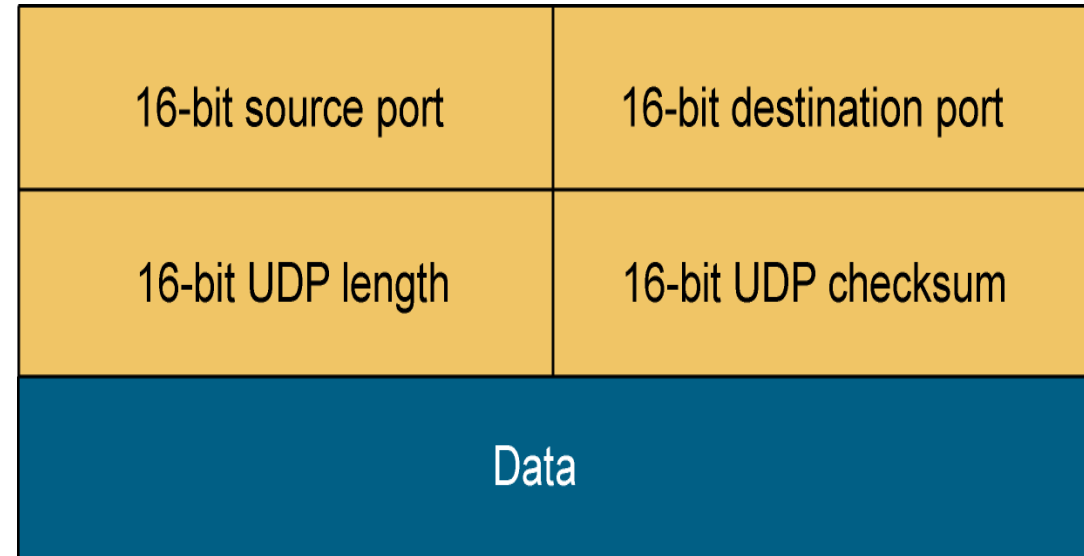 16-bit source port
16-bit destination port
16-bit UDP length
16-bit UDP checksum
Data